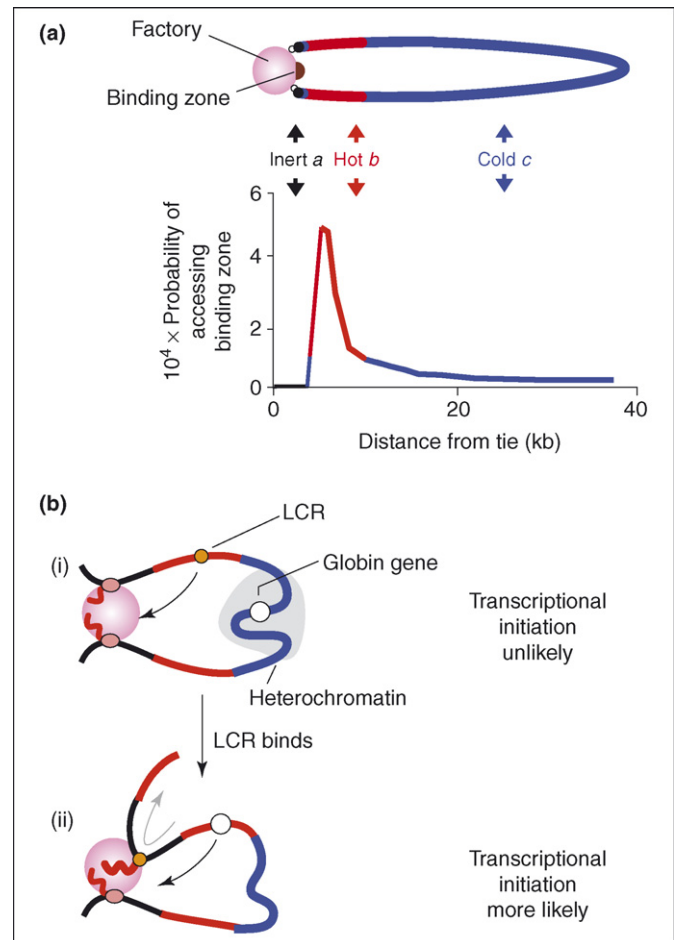 (a)
Factory
Binding zone
Inert a
Hot b
Cold c
10⁴ × Probability of
accessing
binding zone
6
4
2
0
0
20
40
Distance from tie (kb)
(b)
LCR
(i)
Globin gene
Transcriptional
initiation
unlikely
Heterochromatin
LCR binds
(ii)
Transcriptional
initiation
more likely